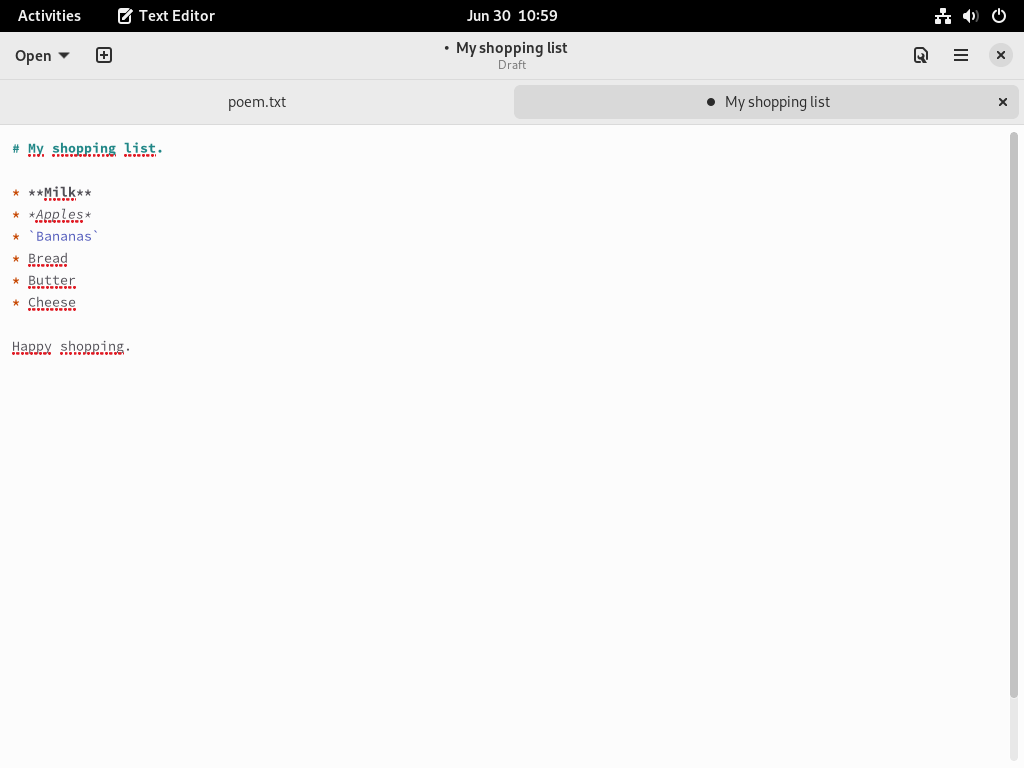 Activities Text Editor Jun 30 10:59
Open • My shopping list
Draft
poem.txt • My shopping list
# My shopping list.
* **Milk**
* *Apples*
* `Bananas`
* Bread
* Butter
* Cheese
Happy shopping.